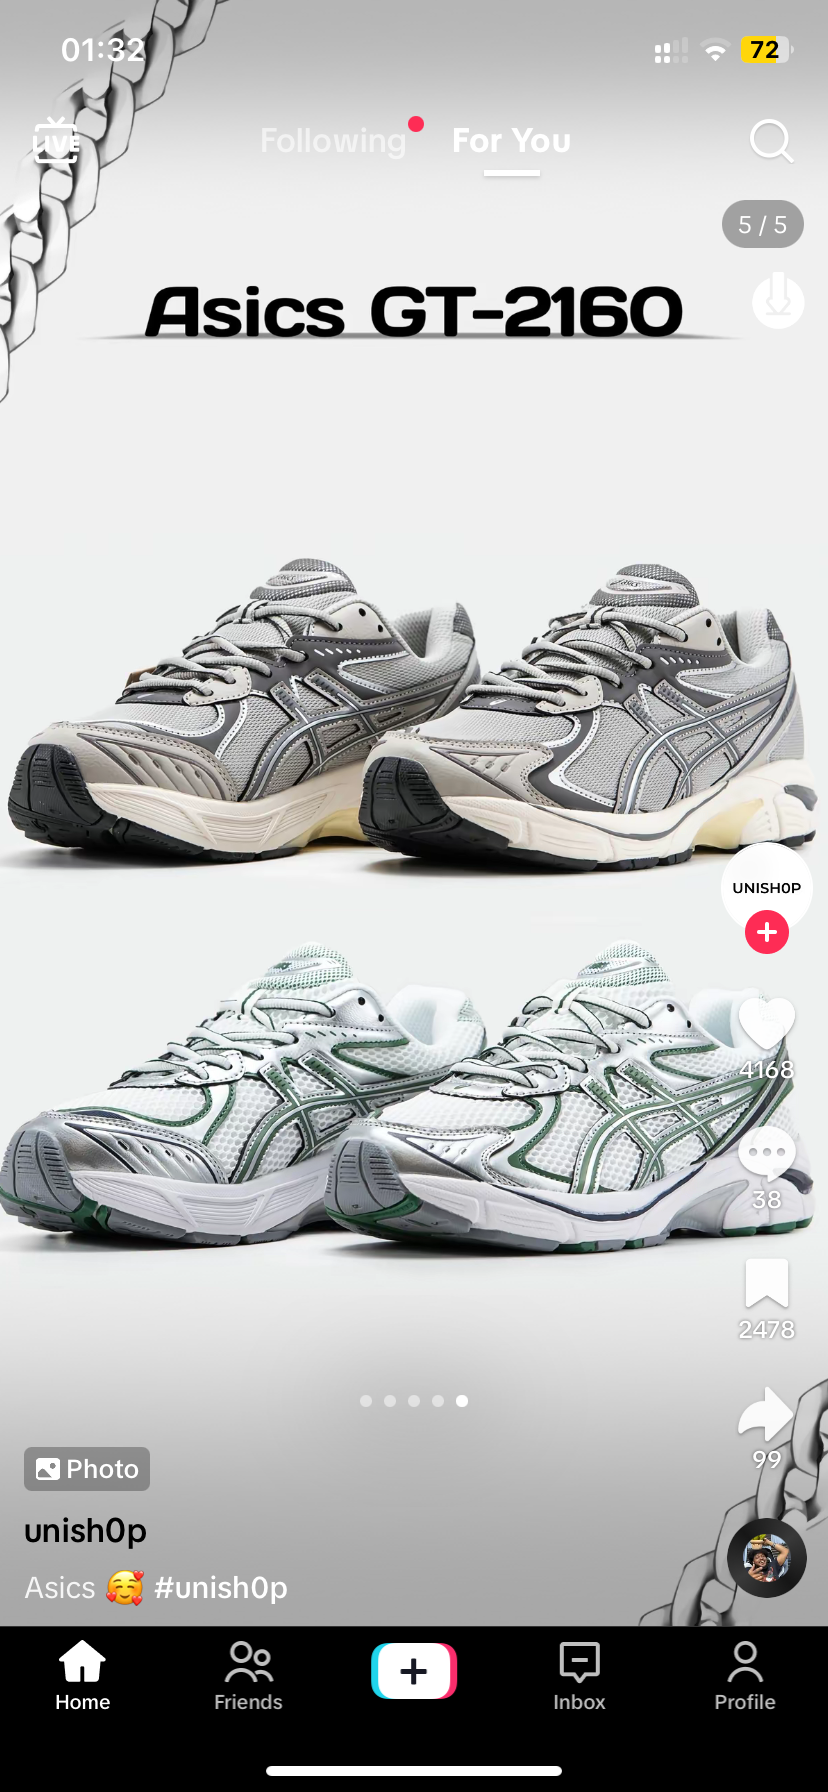 01:32
72
LIVE
Following
For You
5 / 5
Asics GT-2160
UNISH0P
4168
38
2478
99
Photo
unish0p
Asics 🥰 #unish0p
Home
Friends
Inbox
Profile